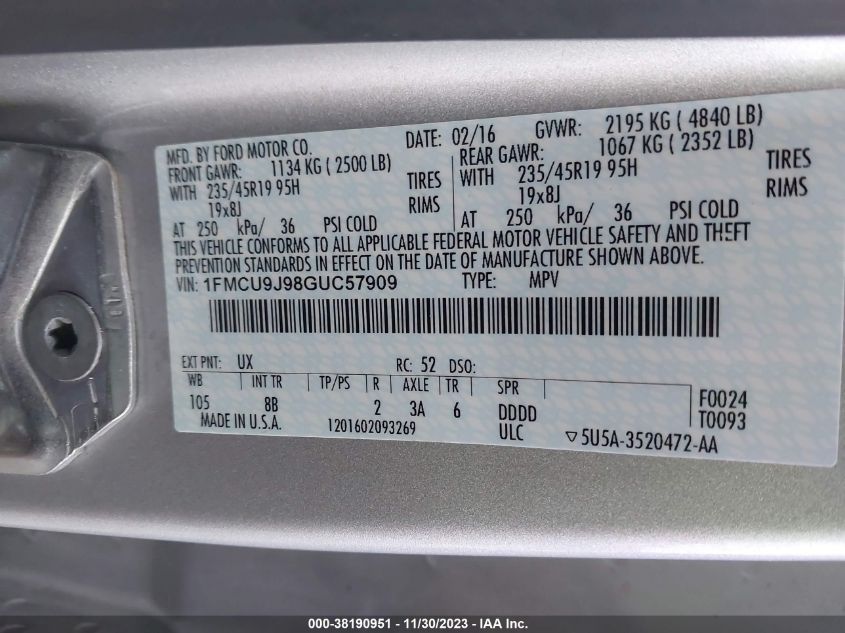 MFD. BY FORD MOTOR CO. DATE: 02/16 GVWR: 2195 KG ( 4840 LB)
FRONT GAWR: 1134 KG ( 2500 LB) REAR GAWR: 1067 KG ( 2352 LB)
WITH 235/45R19 95H TIRES WITH 235/45R19 95H TIRES
19x8J RIMS 19x8J RIMS
AT 250 kPa/ 36 PSI COLD AT 250 kPa/ 36 PSI COLD
THIS VEHICLE CONFORMS TO ALL APPLICABLE FEDERAL MOTOR VEHICLE SAFETY AND THEFT
PREVENTION STANDARDS IN EFFECT ON THE DATE OF MANUFACTURE SHOWN ABOVE.
VIN: 1FMCU9J98GUC57909 TYPE: MPV
EXT PNT: UX RC: 52 DSO:
WB INT TR TP/PS R AXLE TR SPR
105 8B 2 3A 6 DDDD F0024
MADE IN U.S.A. 1201602093269 ULC T0093
▽5U5A-3520472-AA
000-38190951 - 11/30/2023 - IAA Inc.